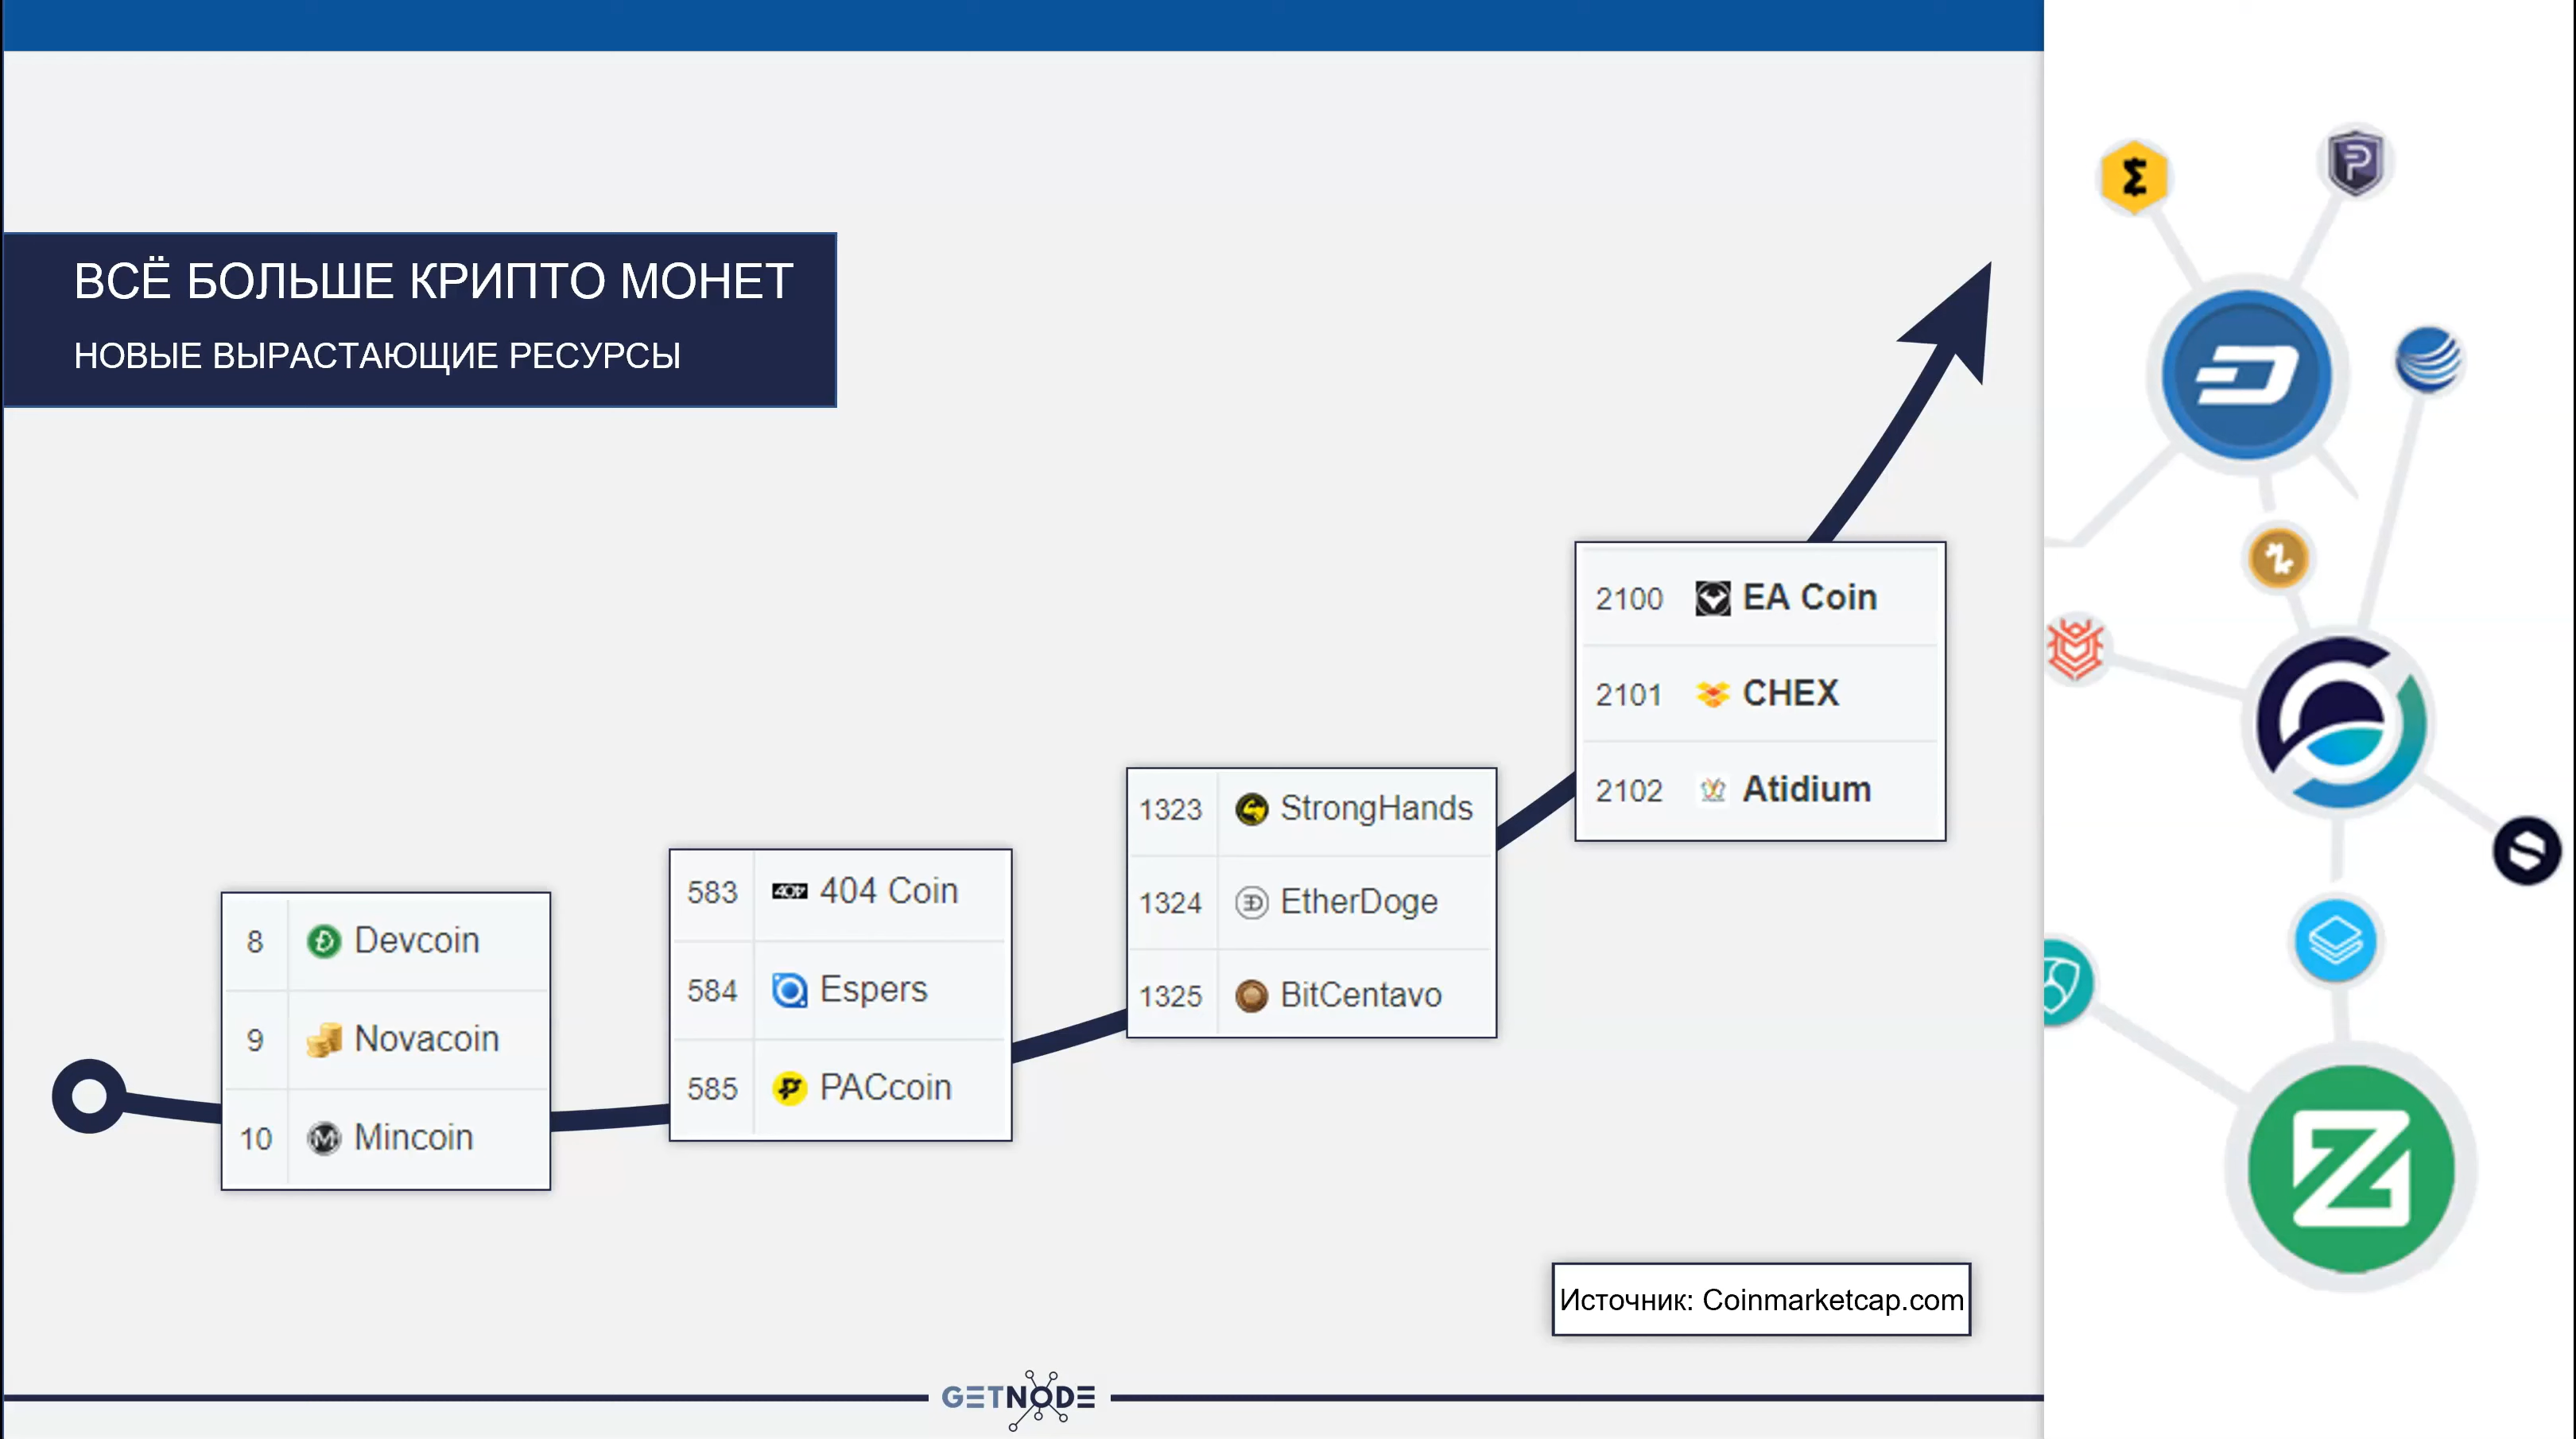 ВСЁ БОЛЬШЕ КРИПТО МОНЕТ
НОВЫЕ ВЫРАСТАЮЩИЕ РЕСУРСЫ
8 Devcoin
9 Novacoin
10 Mincoin
583 404 404 Coin
584 Espers
585 PACcoin
1323 StrongHands
1324 EtherDoge
1325 BitCentavo
2100 EA Coin
2101 CHEX
2102 Atidium
Источник: Coinmarketcap.com
GETNODE